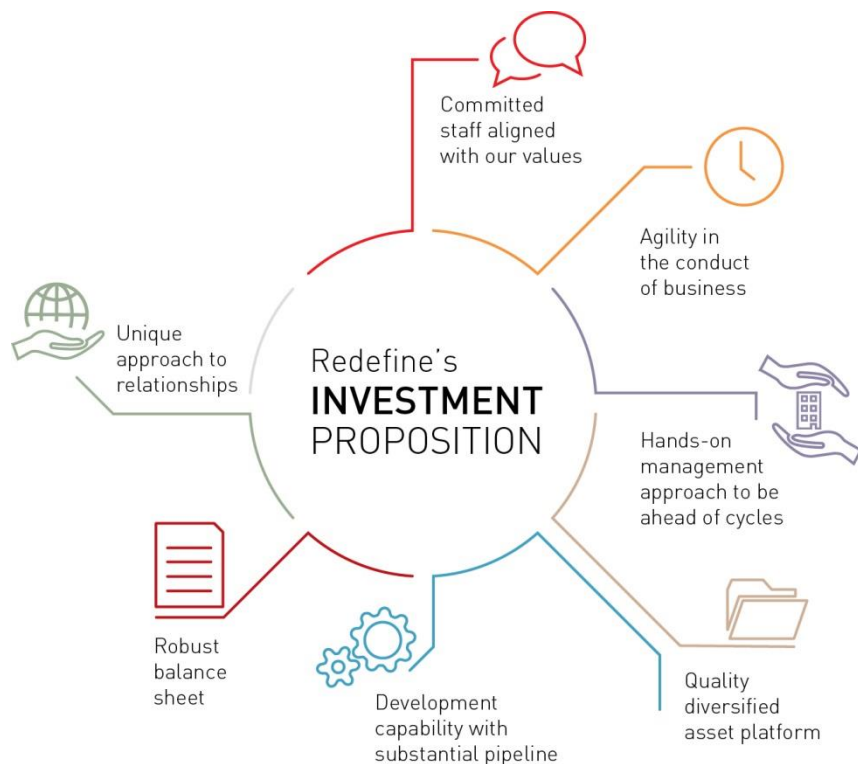 Committed
staff aligned
with our values
Agility in
the conduct
of business
Unique
approach to
relationships
Redefine's
INVESTMENT
PROPOSITION
Hands-on
management
approach to be
ahead of cycles
Robust
balance
sheet
Development
capability with
substantial pipeline
Quality
diversified
asset platform